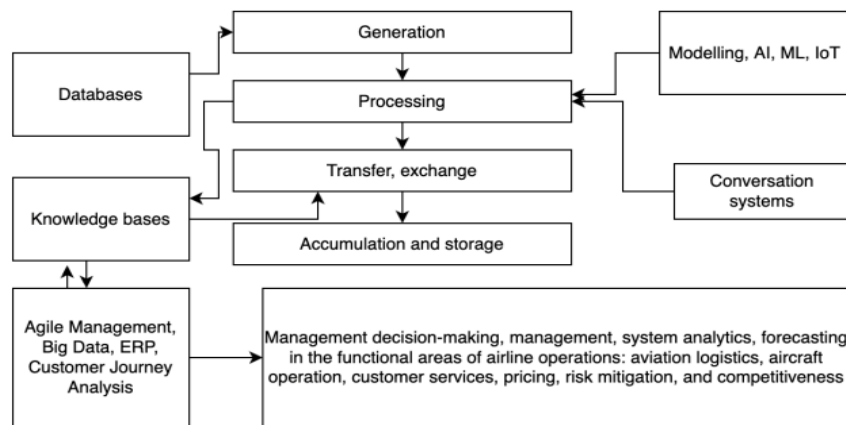 Generation
Modelling, AI, ML, IoT
Databases
Processing
Transfer, exchange
Conversation
systems
Knowledge bases
Accumulation and storage
Agile Management,
Big Data, ERP,
Customer Journey
Analysis
Management decision-making, management, system analytics, forecasting
in the functional areas of airline operations: aviation logistics, aircraft
operation, customer services, pricing, risk mitigation, and competitiveness